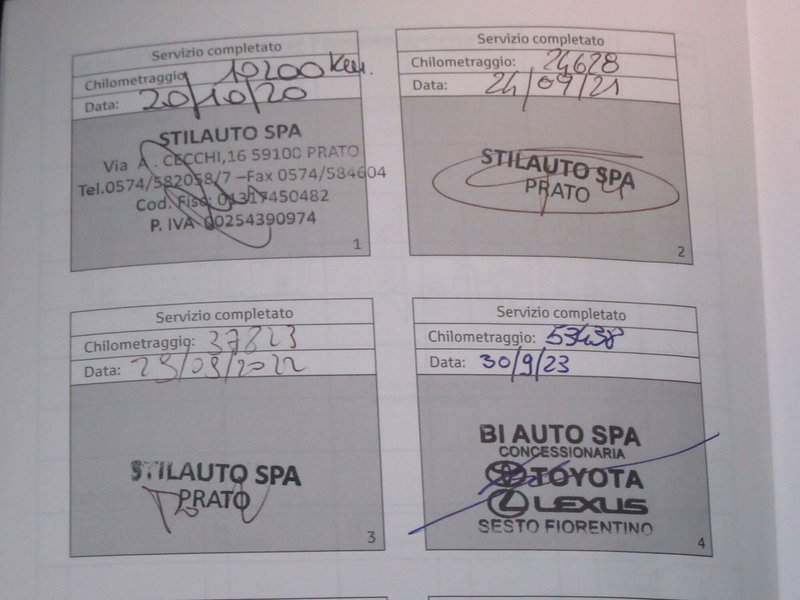 Servizio completato
Chilometraggio 10200 Km.
Data: 20/10/20
STILAUTO SPA
Via A. CECCHI,16 59100 PRATO
Tel.0574/582058/7 –Fax 0574/584604
Cod. Fisc: 01317450482
P. IVA 00254390974
1
Servizio completato
Chilometraggio: 24628
Data: 24/09/21
STILAUTO SPA
PRATO
2
Servizio completato
Chilometraggio: 37823
Data: 29/09/2022
STILAUTO SPA
PRATO
3
Servizio completato
Chilometraggio: 53438
Data: 30/9/23
BI AUTO SPA
CONCESSIONARIA
TOYOTA
LEXUS
SESTO FIORENTINO
4